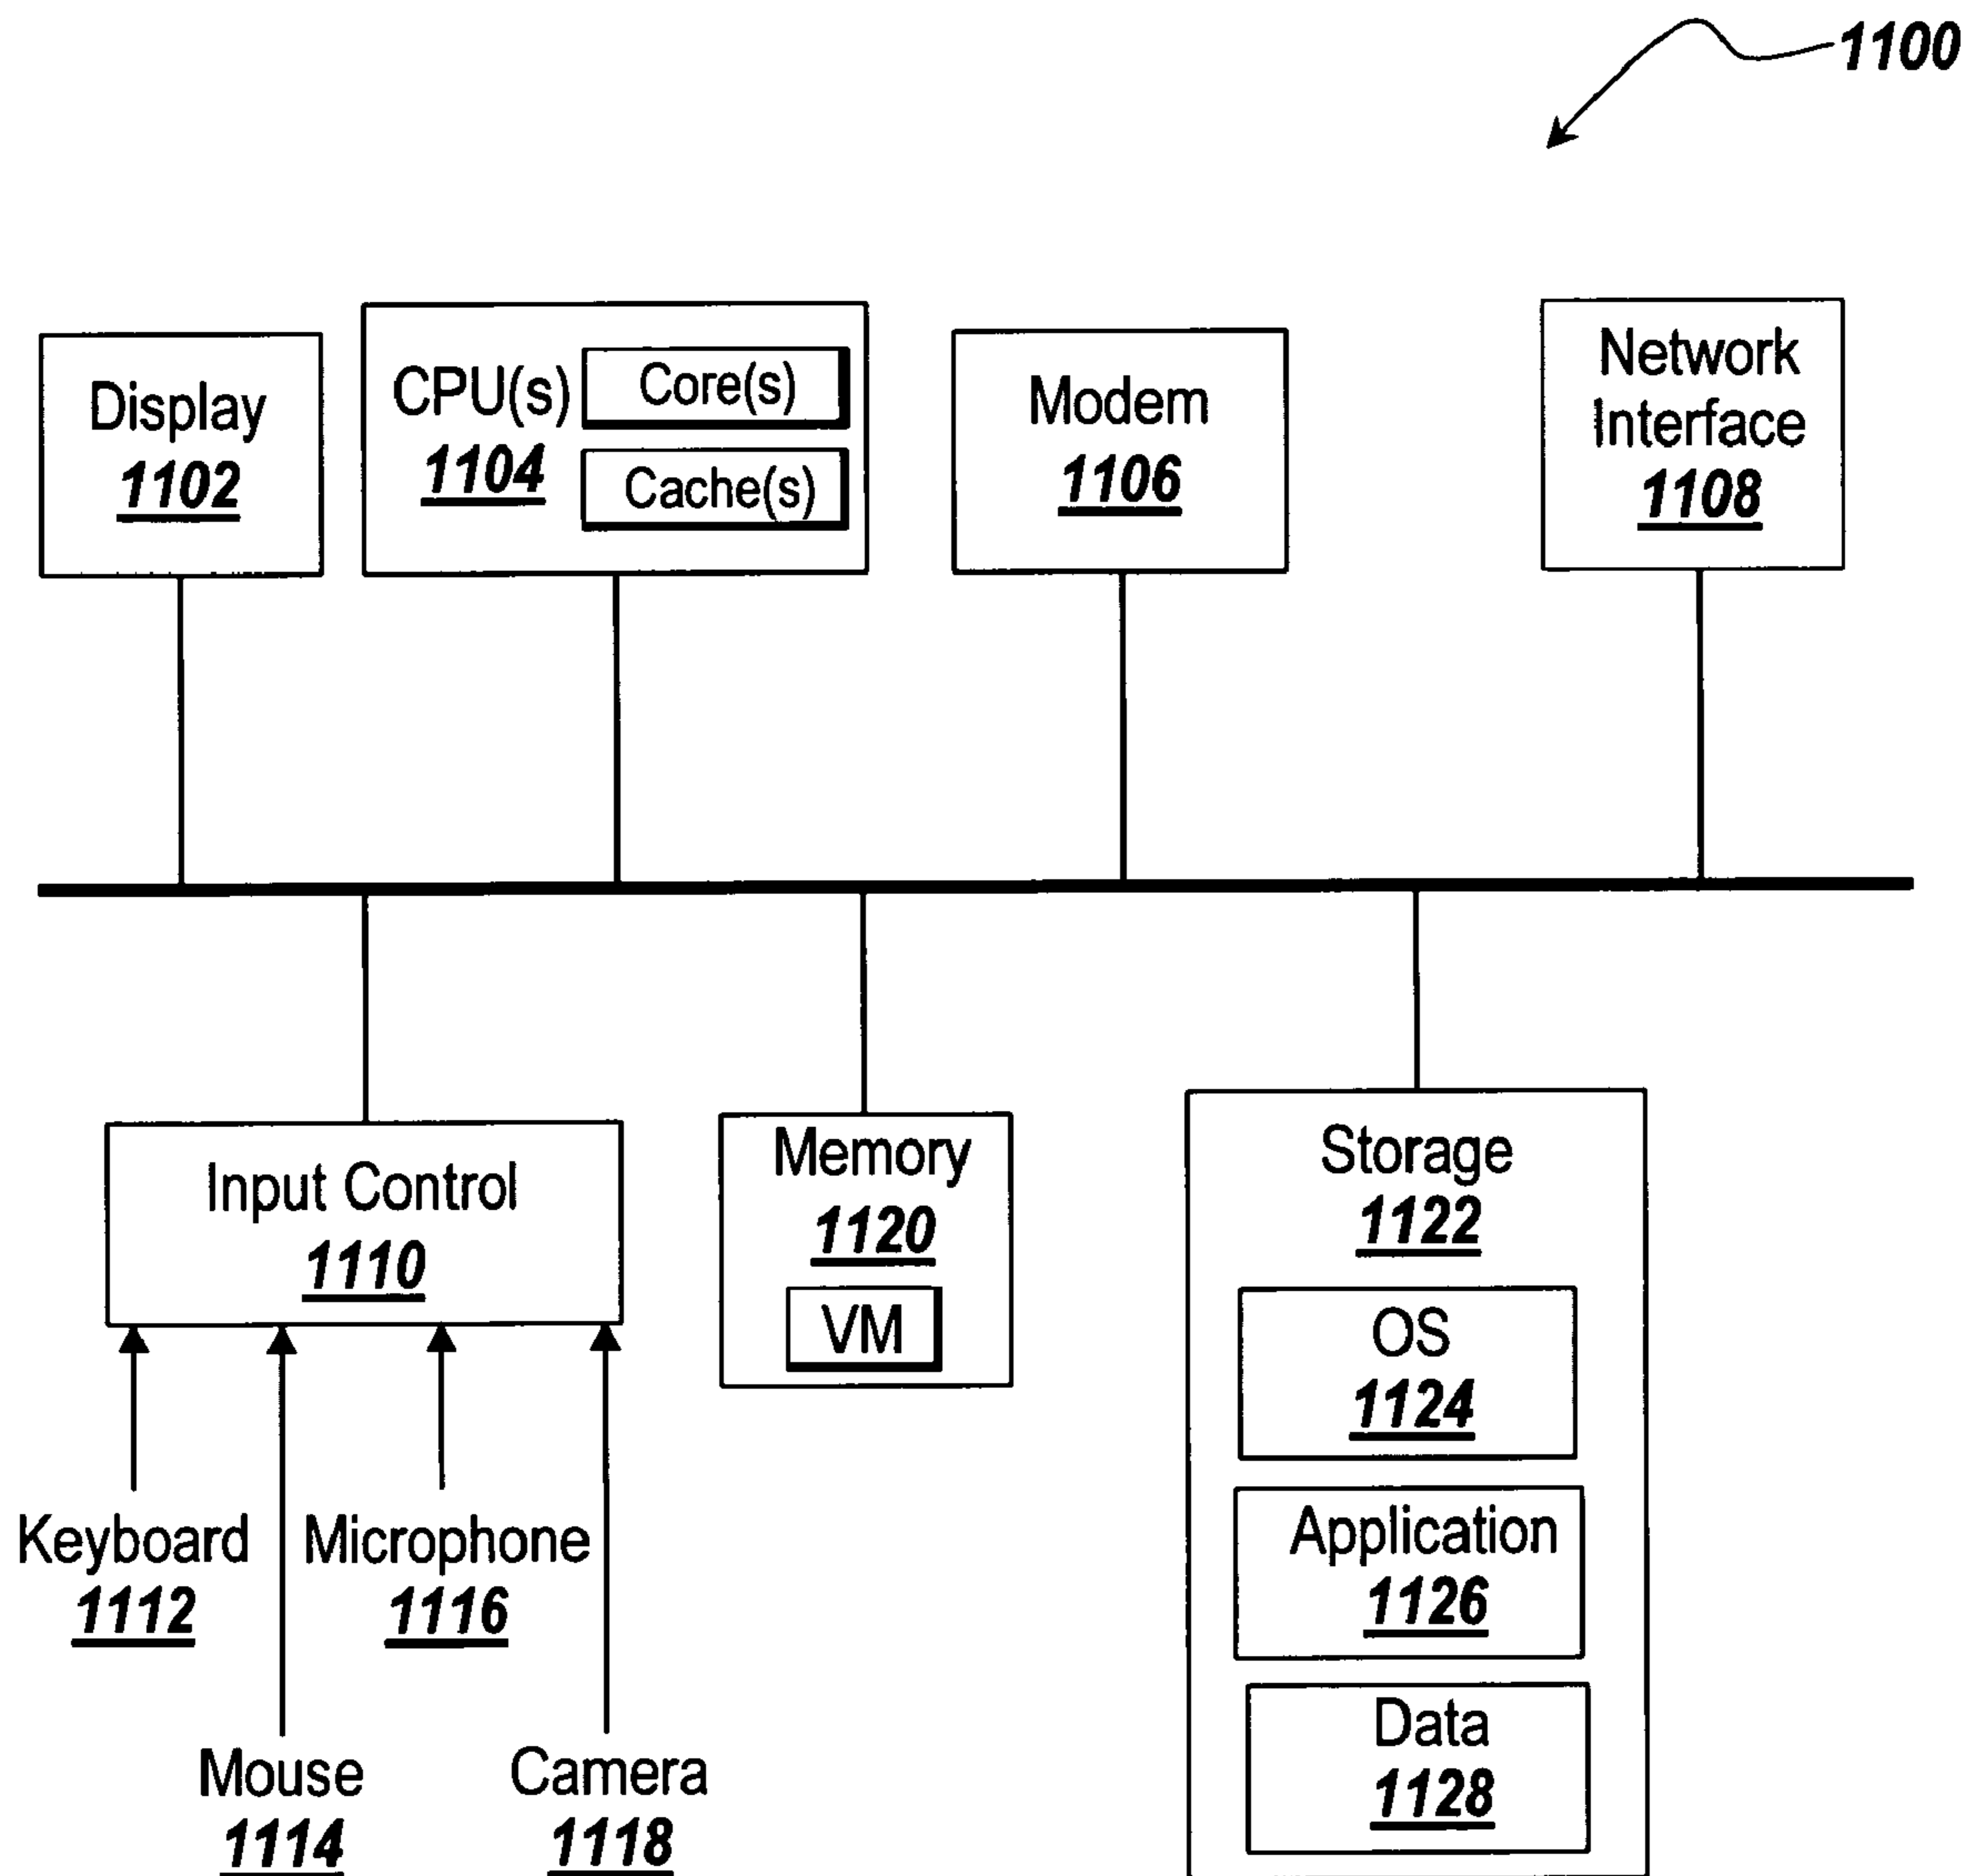 1100
Display
1102
CPU(s)
1104
Core(s)
Cache(s)
Modem
1106
Network
Interface
1108
Input Control
1110
Memory
1120
VM
Storage
1122
OS
1124
Application
1126
Data
1128
Keyboard
1112
Microphone
1116
Mouse
1114
Camera
1118